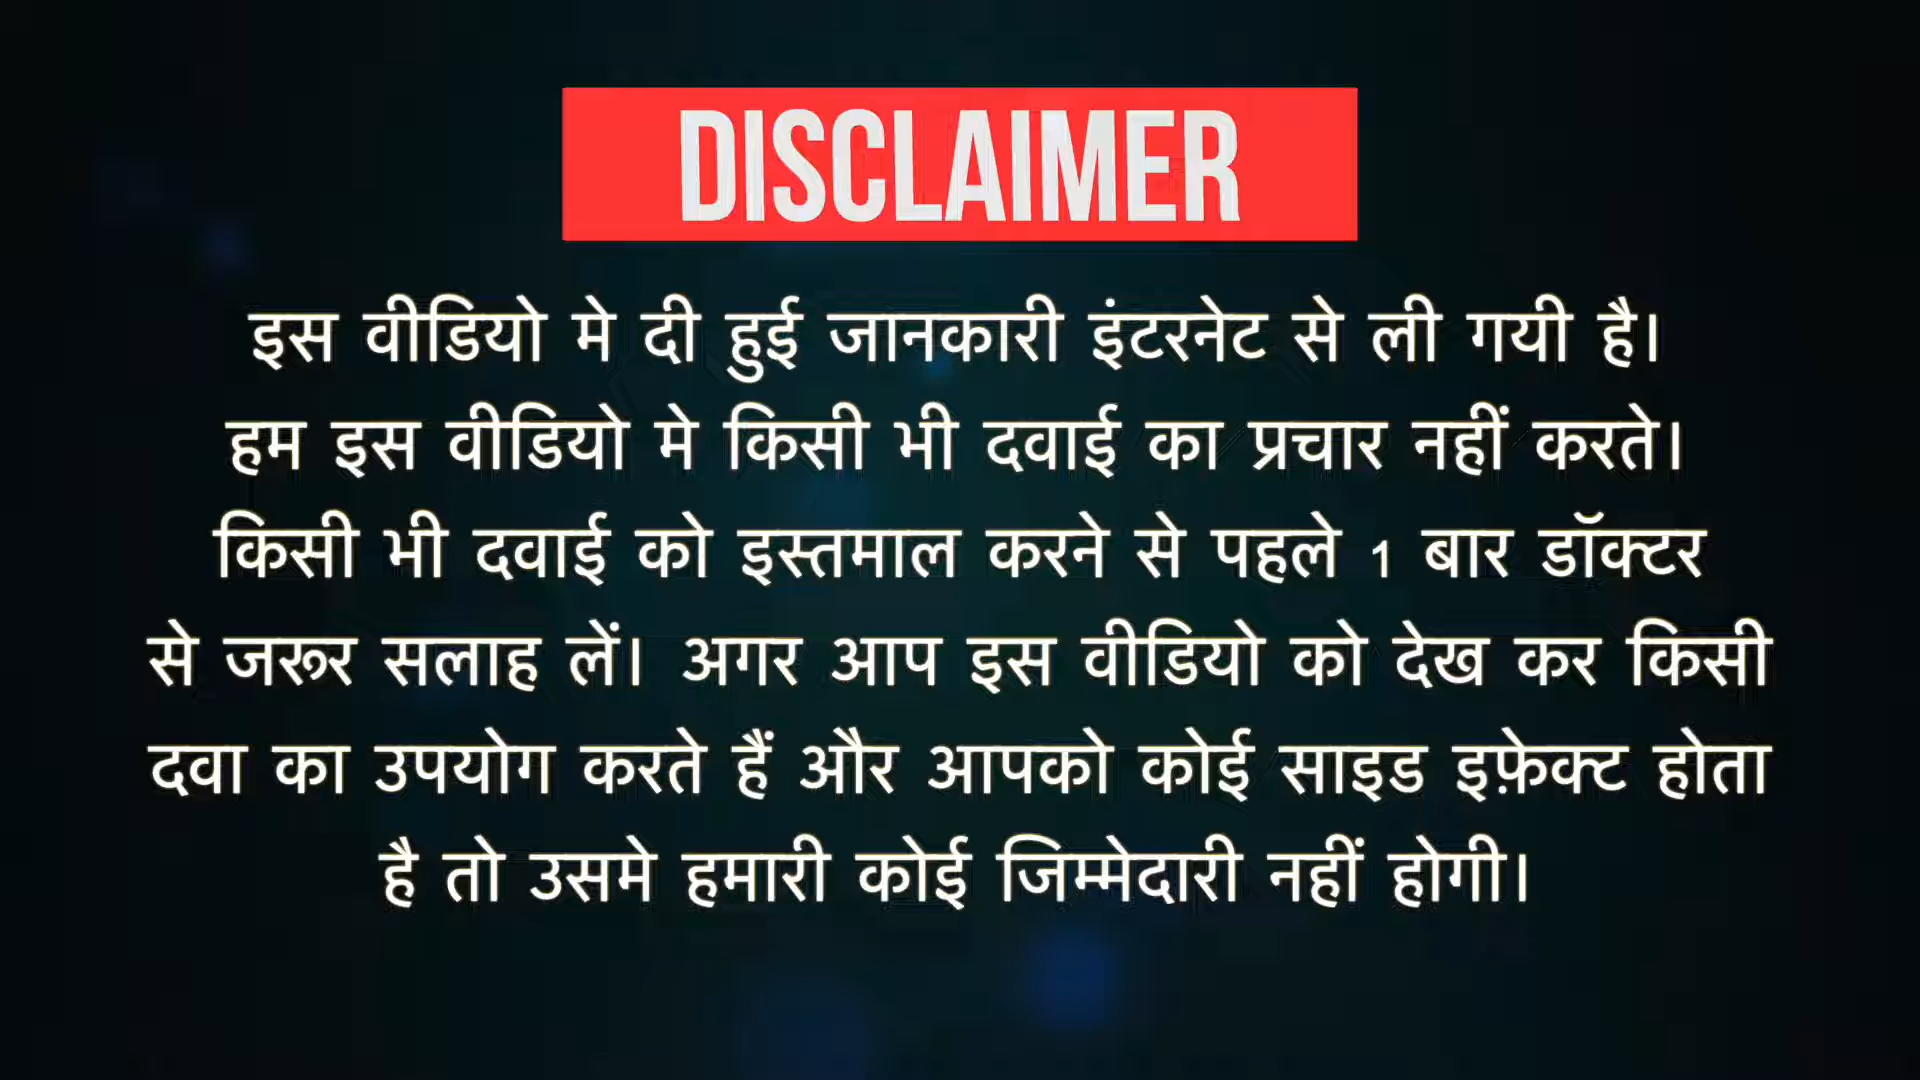 DISCLAIMER
इस वीडियो मे दी हुई जानकारी इंटरनेट से ली गयी है।
हम इस वीडियो मे किसी भी दवाई का प्रचार नहीं करते।
किसी भी दवाई को इस्तमाल करने से पहले 1 बार डॉक्टर
से जरूर सलाह लें। अगर आप इस वीडियो को देख कर किसी
दवा का उपयोग करते हैं और आपको कोई साइड इफ़ेक्ट होता
है तो उसमे हमारी कोई जिम्मेदारी नहीं होगी।